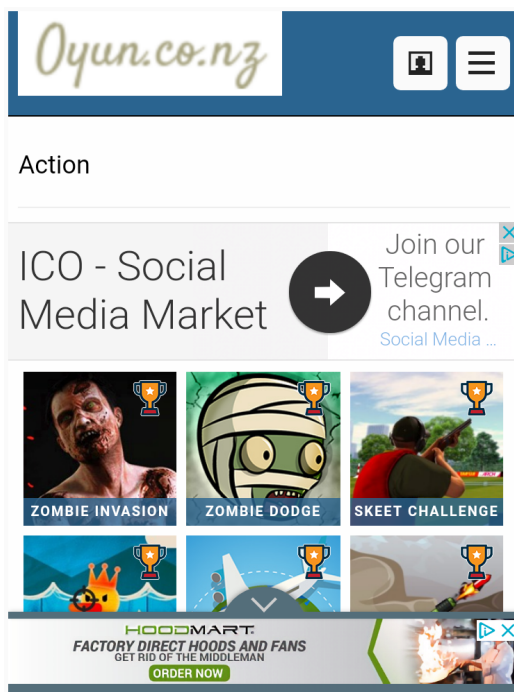 Oyun.co.nz
Action
ICO - Social
Media Market
Join our
Telegram
channel.
Social Media ...
ZOMBIE INVASION
ZOMBIE DODGE
SKEET CHALLENGE
HOODMART.
FACTORY DIRECT HOODS AND FANS
GET RID OF THE MIDDLEMAN
ORDER NOW